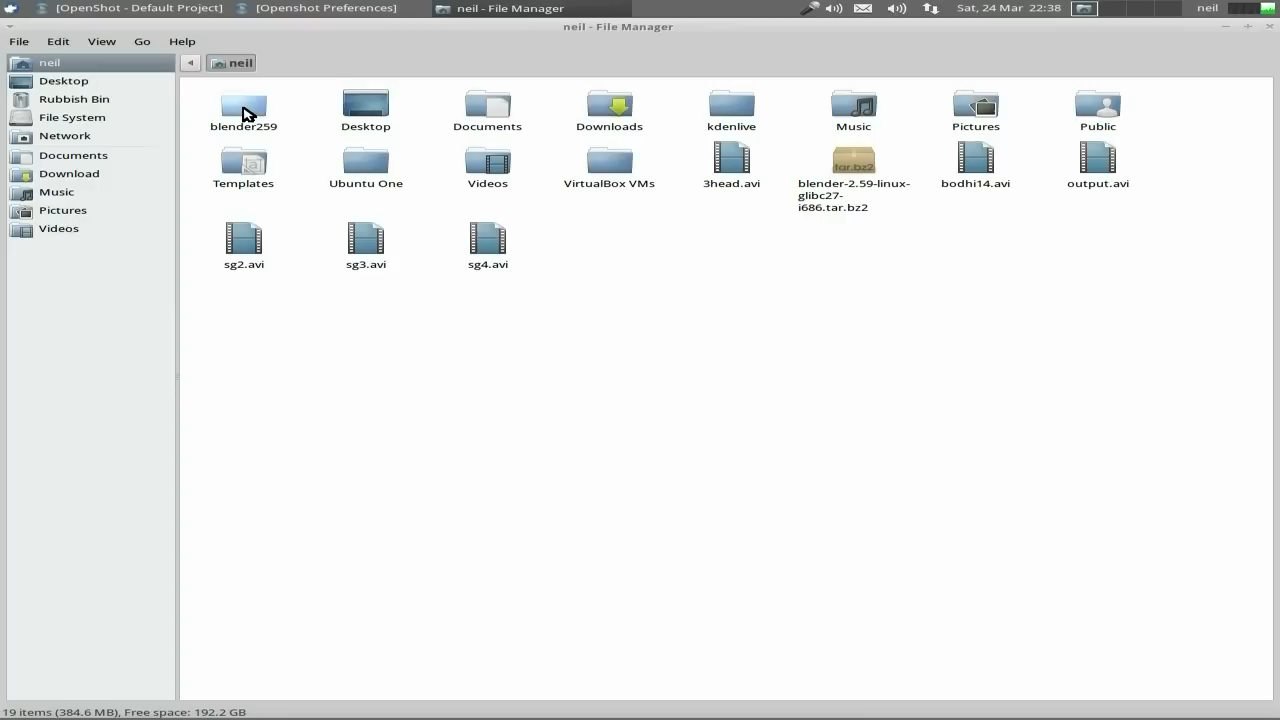 [OpenShot - Default Project]
[Openshot Preferences]
neil - File Manager
Sat, 24 Mar 22:38
neil
neil - File Manager
File
Edit
View
Go
Help
neil
neil
Desktop
Rubbish Bin
File System
Network
Documents
Download
Music
Pictures
Videos
blender259
Desktop
Documents
Downloads
kdenlive
Music
Pictures
Public
Templates
Ubuntu One
Videos
VirtualBox VMs
3head.avi
tar.bz2
blender-2.59-linux-
glibc27-
i686.tar.bz2
bodhi14.avi
output.avi
sg2.avi
sg3.avi
sg4.avi
19 items (384.6 MB), Free space: 192.2 GB